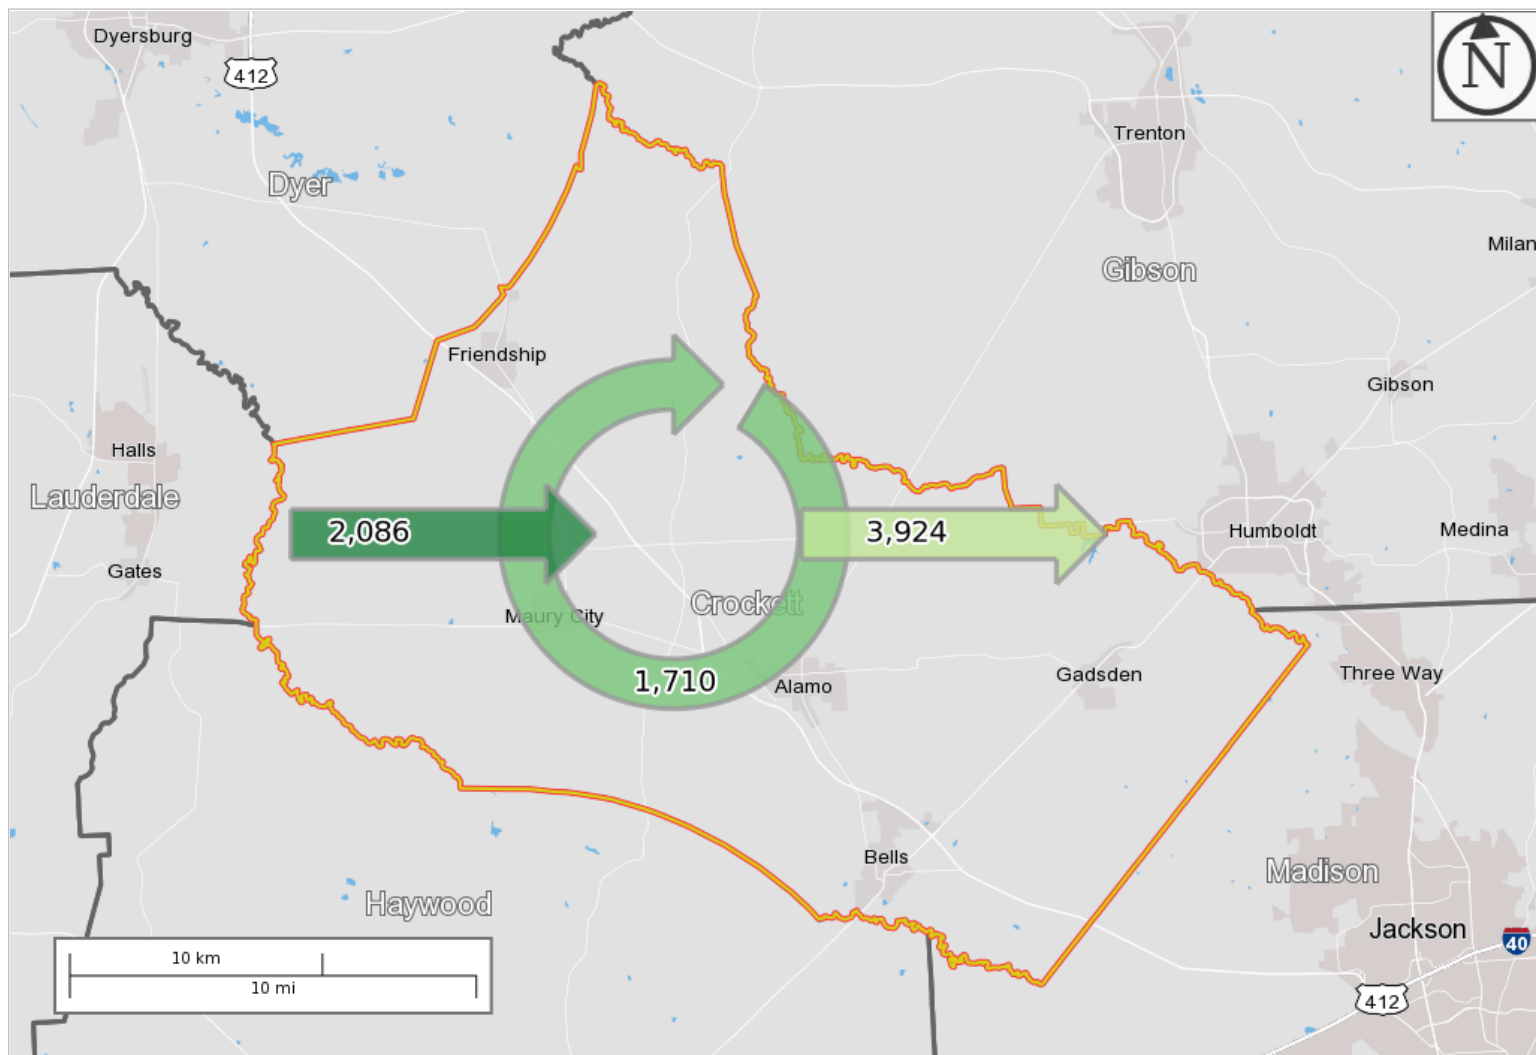 Dyersburg
412
N
Trenton
Dyer
Milan
Gibson
Friendship
Gibson
Halls
Lauderdale
2,086
3,924
Humboldt
Medina
Gates
Crockett
Maury City
1,710
Alamo
Gadsden
Three Way
Bells
Madison
Haywood
Jackson
40
10 km
10 mi
412